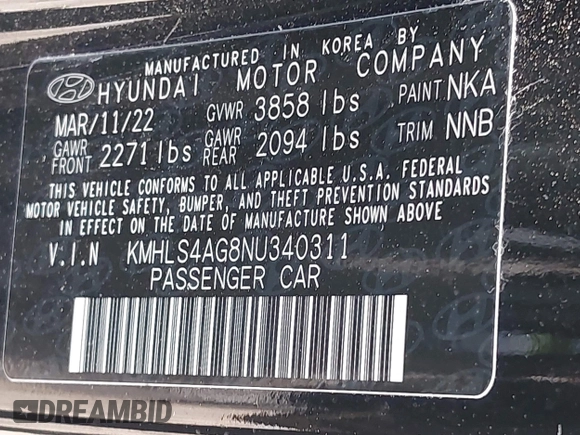 MANUFACTURED IN KOREA BY
HYUNDAI MOTOR COMPANY
MAR/11/22 GVWR 3858 lbs PAINT NKA
GAWR FRONT 2271 lbs GAWR REAR 2094 lbs TRIM NNB
THIS VEHICLE CONFORMS TO ALL APPLICABLE U.S.A. FEDERAL
MOTOR VEHICLE SAFETY, BUMPER, AND THEFT PREVENTION STANDARDS
IN EFFECT ON THE DATE OF MANUFACTURE SHOWN ABOVE
V.I.N KMHLS4AG8NU340311
PASSENGER CAR
DREAMBID